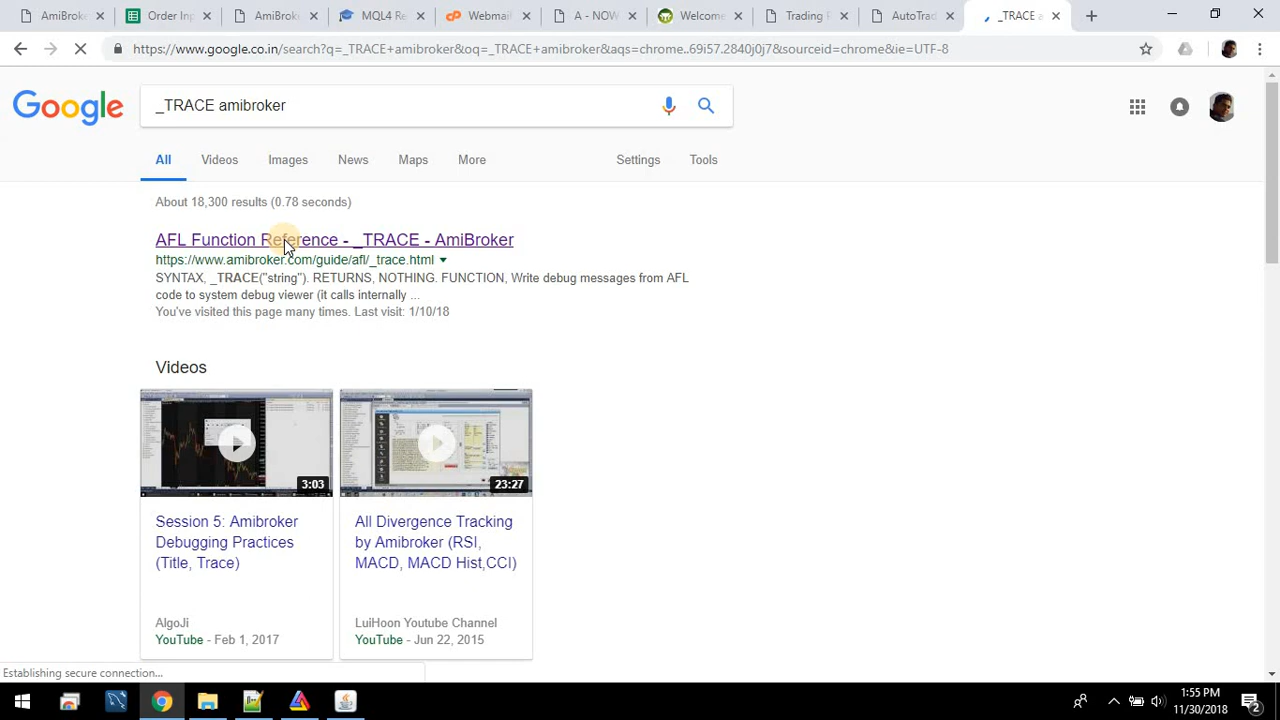 AmiBroke
Order Inp
AmiBroke
MQL4 Re
Webmail
A - NOW
Welcome
Trading
AutoTrad
_TRACE a
https://www.google.co.in/search?q=_TRACE+amibroker&oq=_TRACE+amibroker&aqs=chrome..69i57.2840j0j7&sourceid=chrome&ie=UTF-8
Google
_TRACE amibroker
All Videos Images News Maps More Settings Tools
About 18,300 results (0.78 seconds)
AFL Function Reference - _TRACE - AmiBroker
https://www.amibroker.com/guide/afl/_trace.html
SYNTAX, _TRACE("string"). RETURNS, NOTHING. FUNCTION, Write debug messages from AFL
code to system debug viewer (it calls internally ...
You've visited this page many times. Last visit: 1/10/18
Videos
3:03
23:27
Session 5: Amibroker
Debugging Practices
(Title, Trace)
AlgoJi
YouTube - Feb 1, 2017
All Divergence Tracking
by Amibroker (RSI,
MACD, MACD Hist,CCI)
LuiHoon Youtube Channel
YouTube - Jun 22, 2015
Establishing secure connection...
1:55 PM
11/30/2018
2